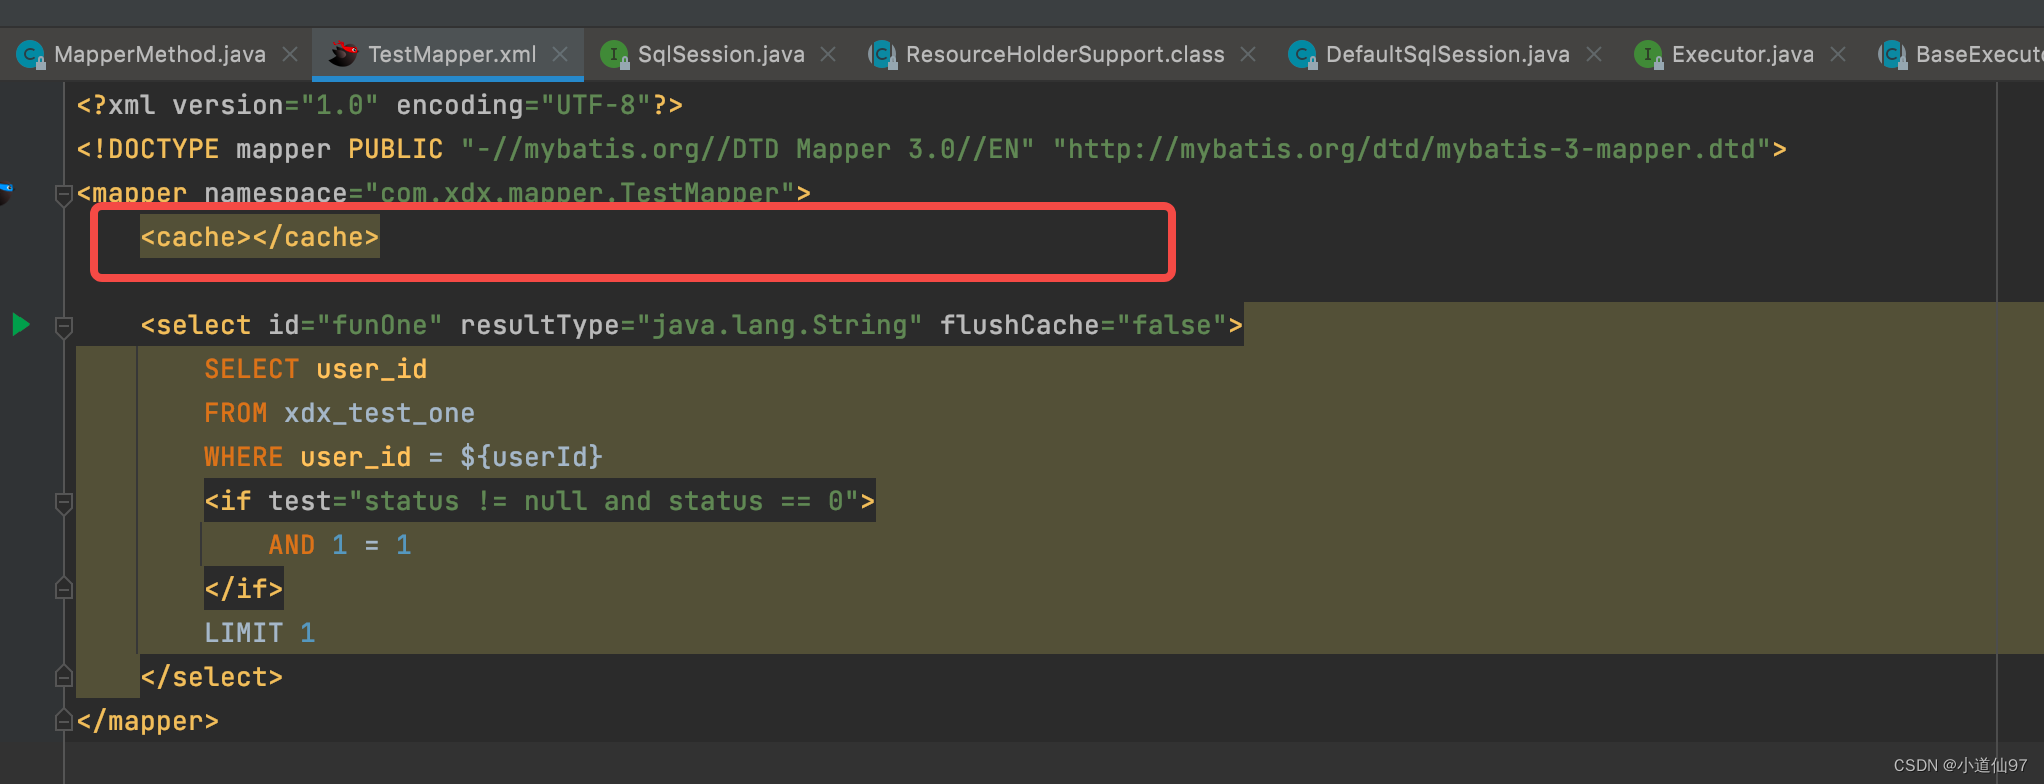 MapperMethod.java TestMapper.xml SqlSession.java ResourceHolderSupport.class DefaultSqlSession.java Executor.java BaseExecuto
<?xml version="1.0" encoding="UTF-8"?>
<!DOCTYPE mapper PUBLIC "-//mybatis.org//DTD Mapper 3.0//EN" "http://mybatis.org/dtd/mybatis-3-mapper.dtd">
<mapper namespace="com.xdx.mapper.TestMapper">
<cache></cache>
<select id="funOne" resultType="java.lang.String" flushCache="false">
SELECT user_id
FROM xdx_test_one
WHERE user_id = ${userId}
<if test="status != null and status == 0">
AND 1 = 1
</if>
LIMIT 1
</select>
</mapper>
CSDN @小道仙97